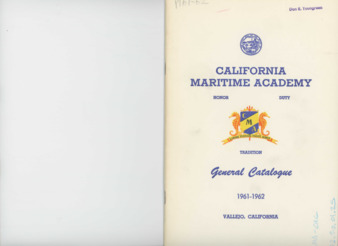 CALIFORNIA
MARITIME ACADEMY
HONOR DUTY
C M A
TRADITION
General Catalogue
1961-1962
VALLEJO, CALIFORNIA